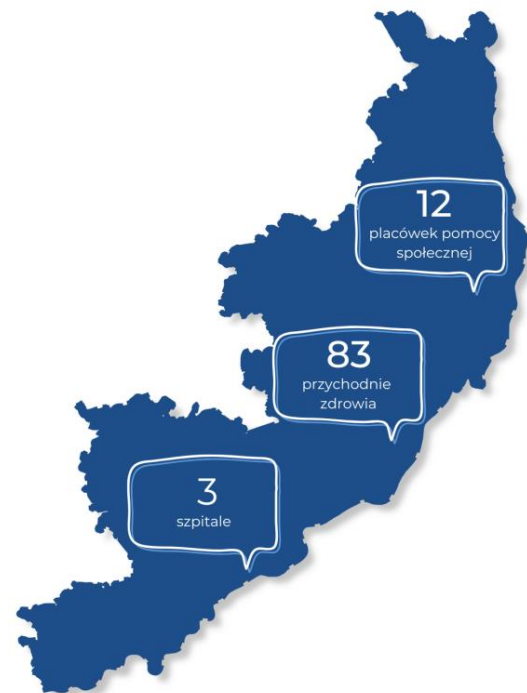 12
placówek pomocy
społecznej
83
przychodnie
zdrowia
3
szpitale